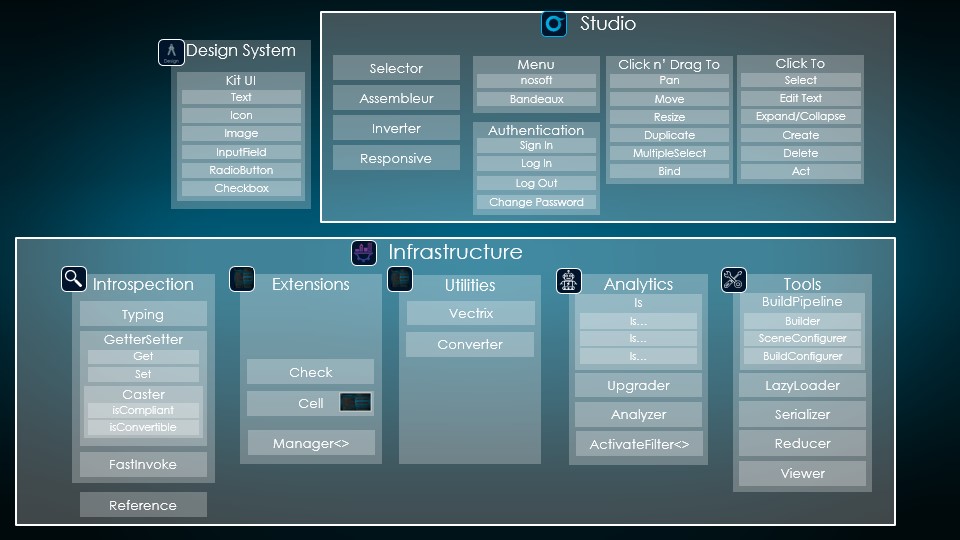 Studio
Design System
Kit UI
Text
Icon
Image
InputField
RadioButton
Checkbox
Selector
Assembleur
Inverter
Responsive
Menu
nosoft
Bandeaux
Authentication
Sign In
Log In
Log Out
Change Password
Click n' Drag To
Pan
Move
Resize
Duplicate
MultipleSelect
Bind
Click To
Select
Edit Text
Expand/Collapse
Create
Delete
Act
Infrastructure
Introspection
Typing
GetterSetter
Get
Set
Caster
isCompliant
isConvertible
FastInvoke
Reference
Extensions
Check
Cell
Manager<>
Utilities
Vectrix
Converter
Analytics
Is
Is...
Is...
Is...
Upgrader
Analyzer
ActivateFilter<>
Tools
BuildPipeline
Builder
SceneConfigurer
BuildConfigurer
LazyLoader
Serializer
Reducer
Viewer